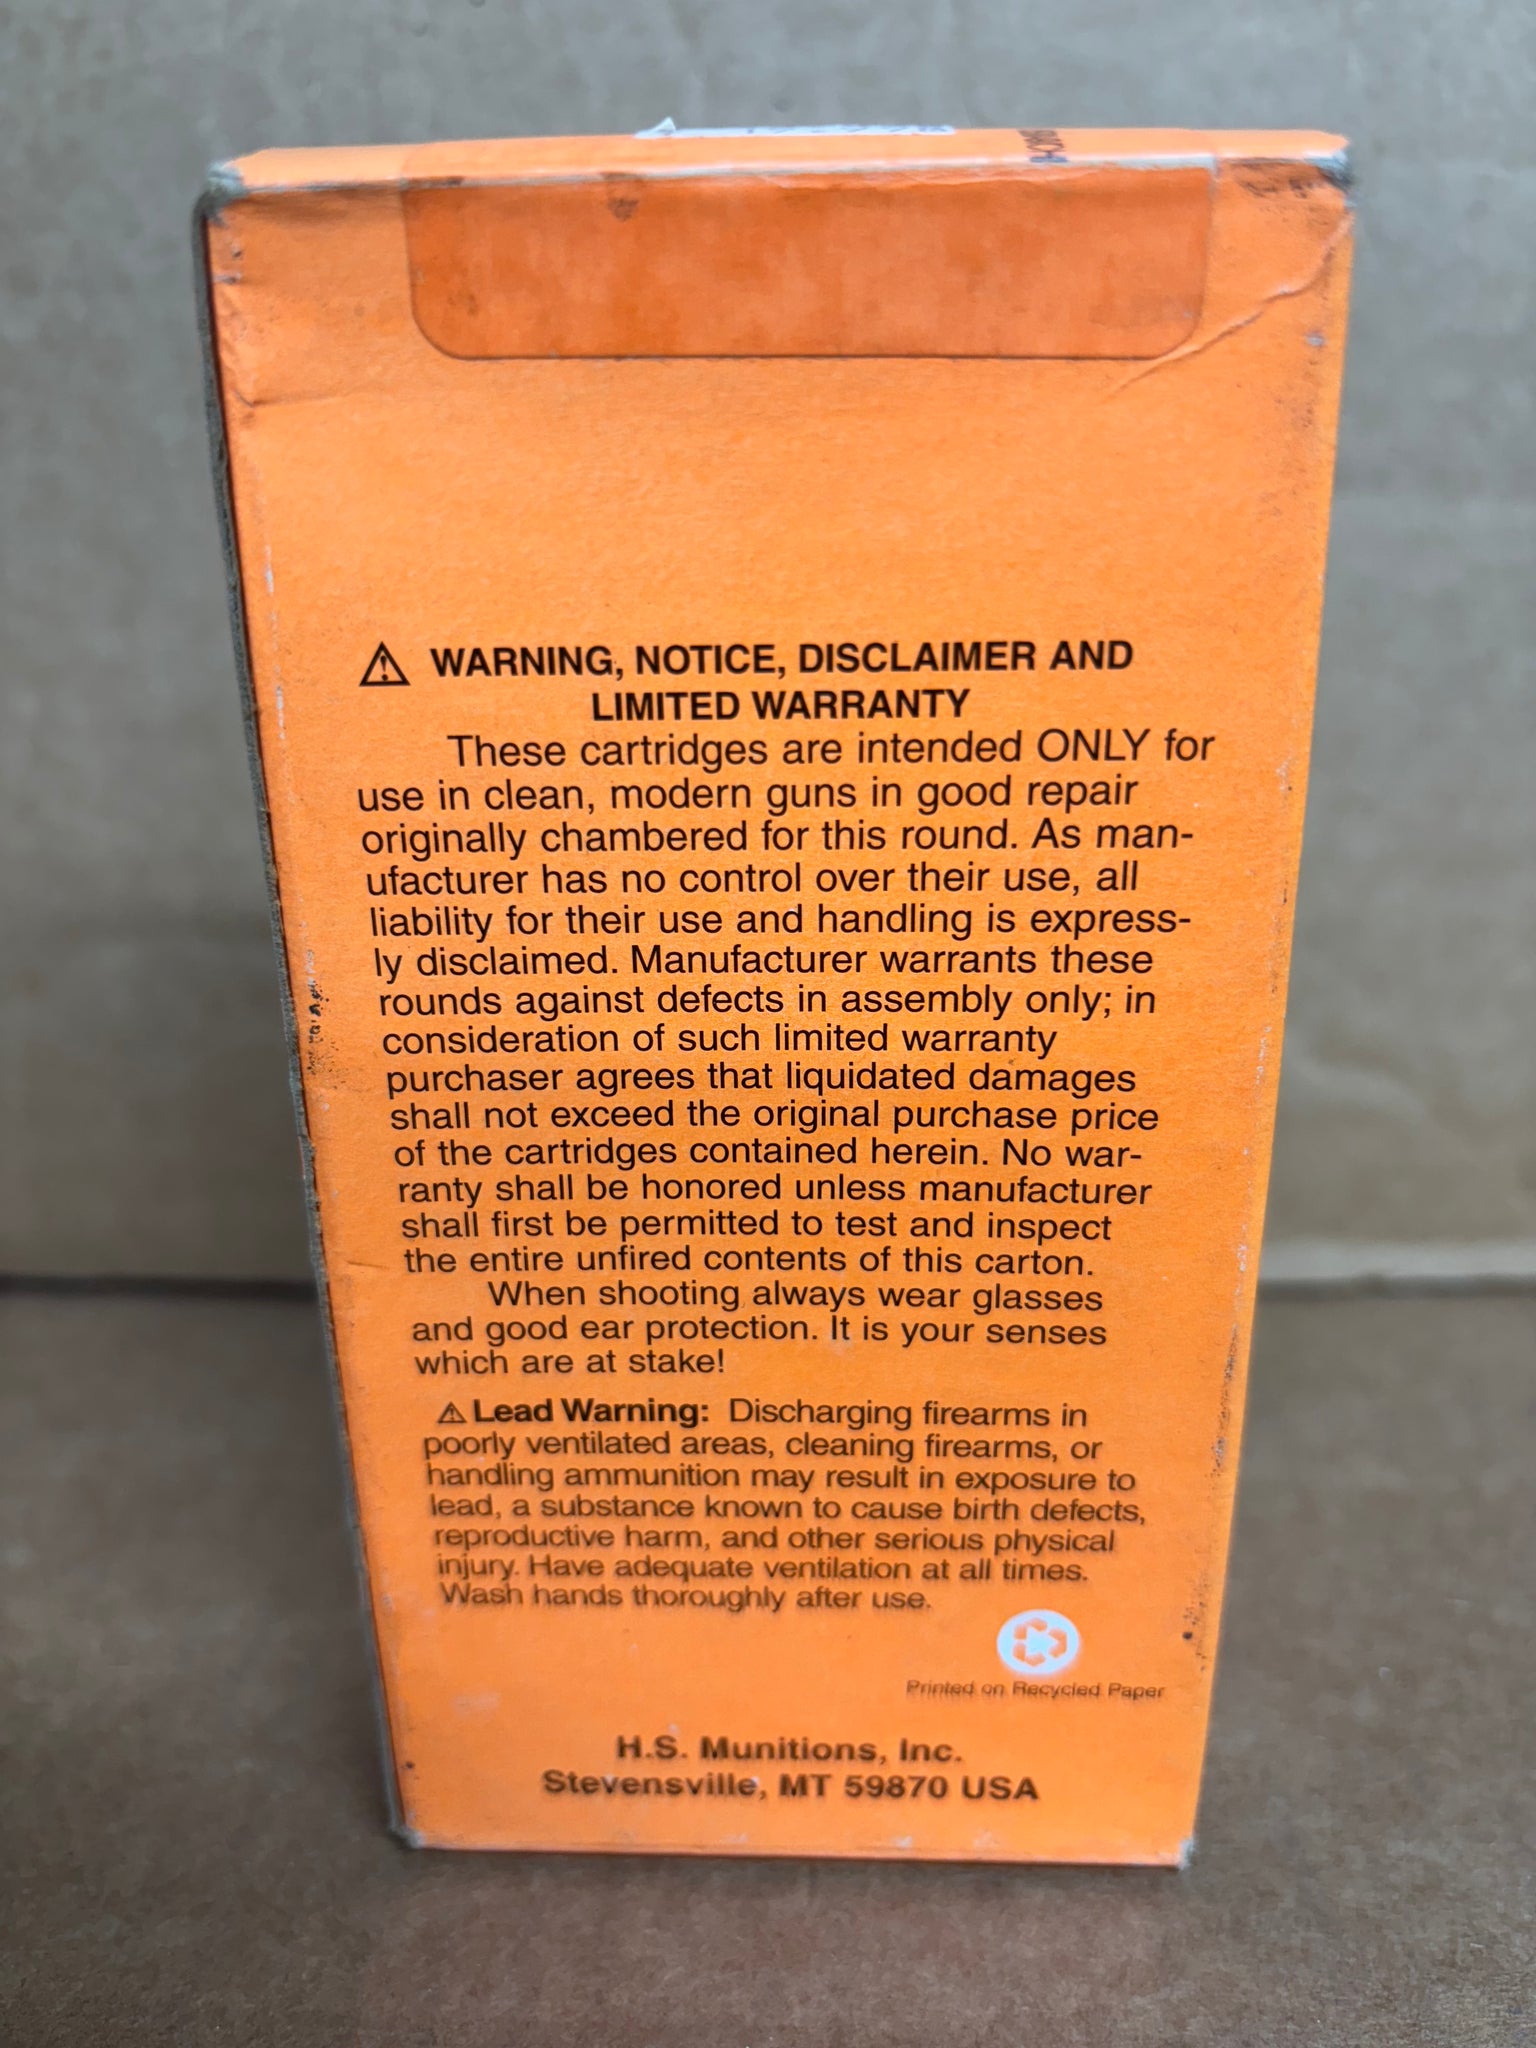 WARNING, NOTICE, DISCLAIMER AND
LIMITED WARRANTY
These cartridges are intended ONLY for
use in clean, modern guns in good repair
originally chambered for this round. As man-
ufacturer has no control over their use, all
liability for their use and handling is express-
ly disclaimed. Manufacturer warrants these
rounds against defects in assembly only; in
consideration of such limited warranty
purchaser agrees that liquidated damages
shall not exceed the original purchase price
of the cartridges contained herein. No war-
ranty shall be honored unless manufacturer
shall first be permitted to test and inspect
the entire unfired contents of this carton.
When shooting always wear glasses
and good ear protection. It is your senses
which are at stake!
Lead Warning: Discharging firearms in
poorly ventilated areas, cleaning firearms, or
handling ammunition may result in exposure to
lead, a substance known to cause birth defects,
reproductive harm, and other serious physical
injury. Have adequate ventilation at all times.
Wash hands thoroughly after use.
Printed on Recycled Paper
H.S. Munitions, Inc.
Stevensville, MT 59870 USA